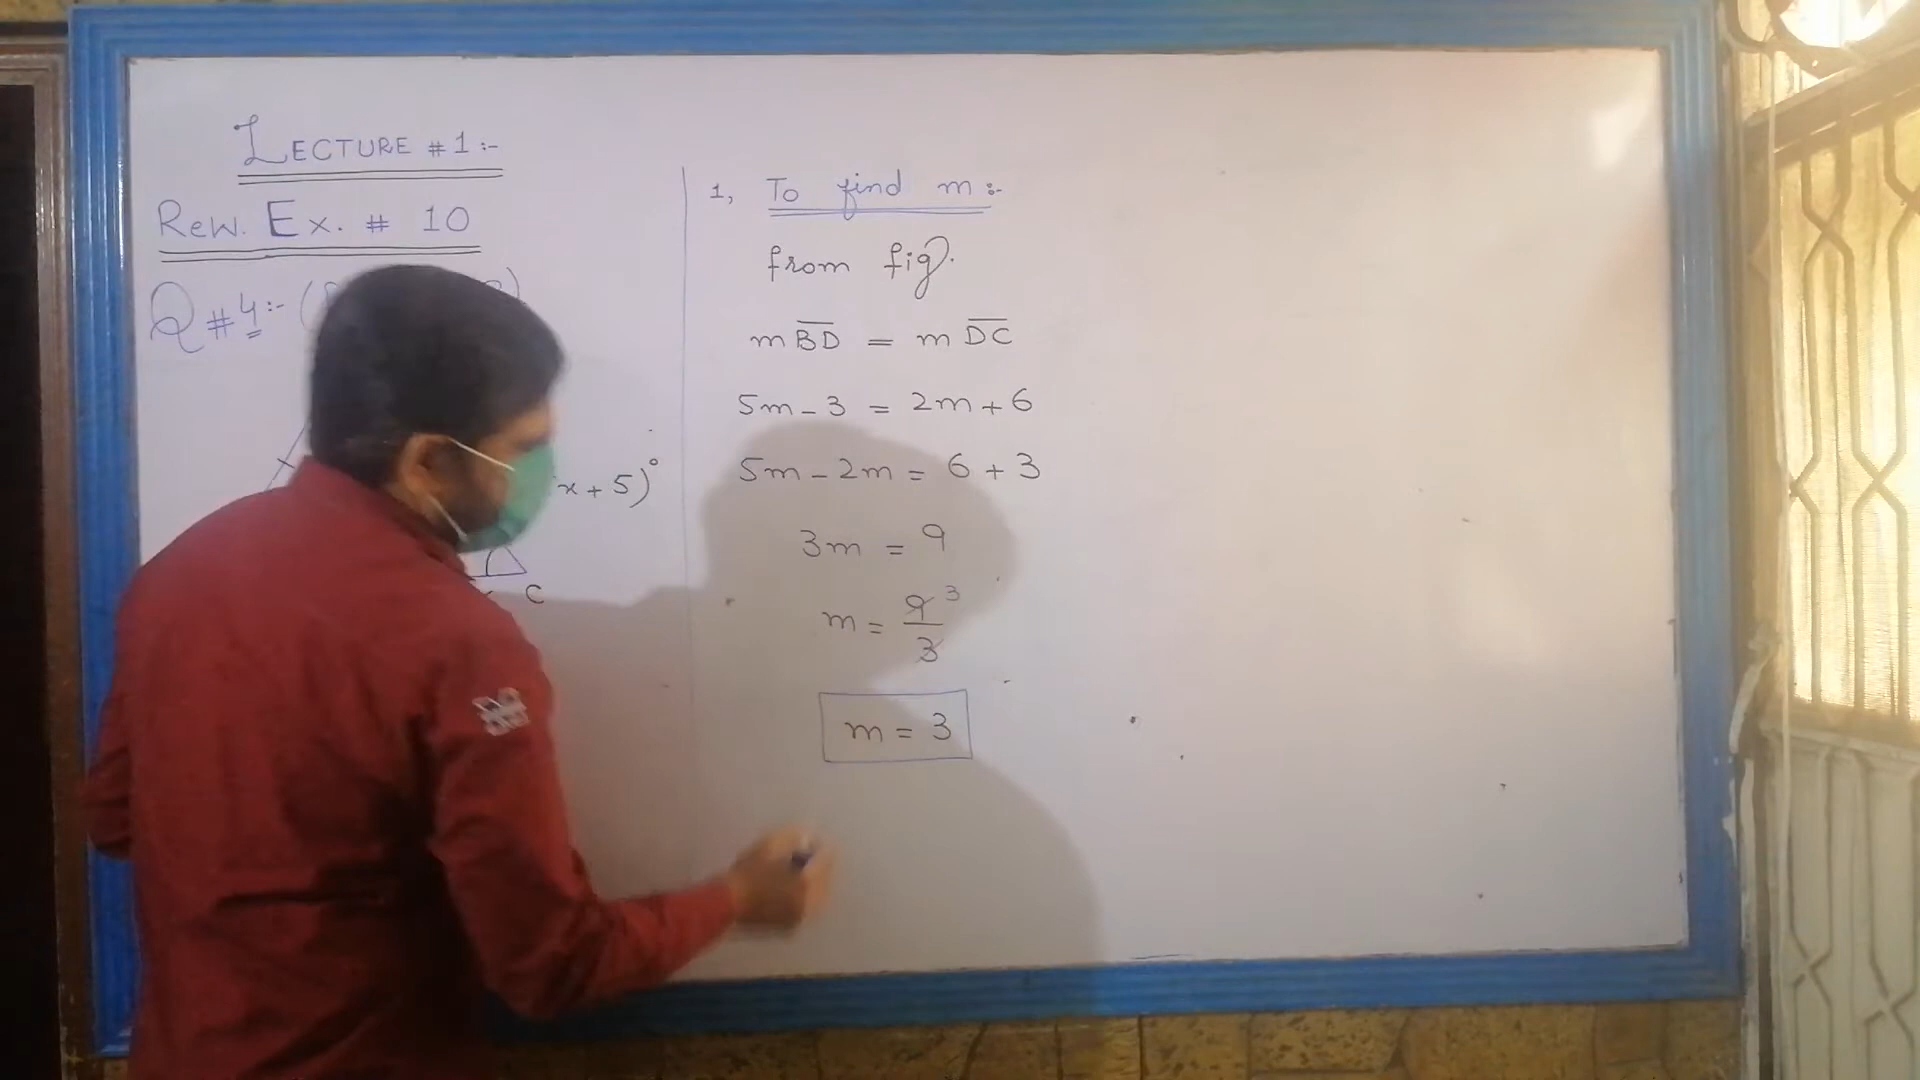 LECTURE # 1 :-
Rew. Ex. # 10
Q # 4 :- (
x + 5)°
C
1, To find m :-
from fig.
m BD = m DC
5m - 3 = 2m + 6
5m - 2m = 6 + 3
3m = 9
m = 9/3 3
m = 3